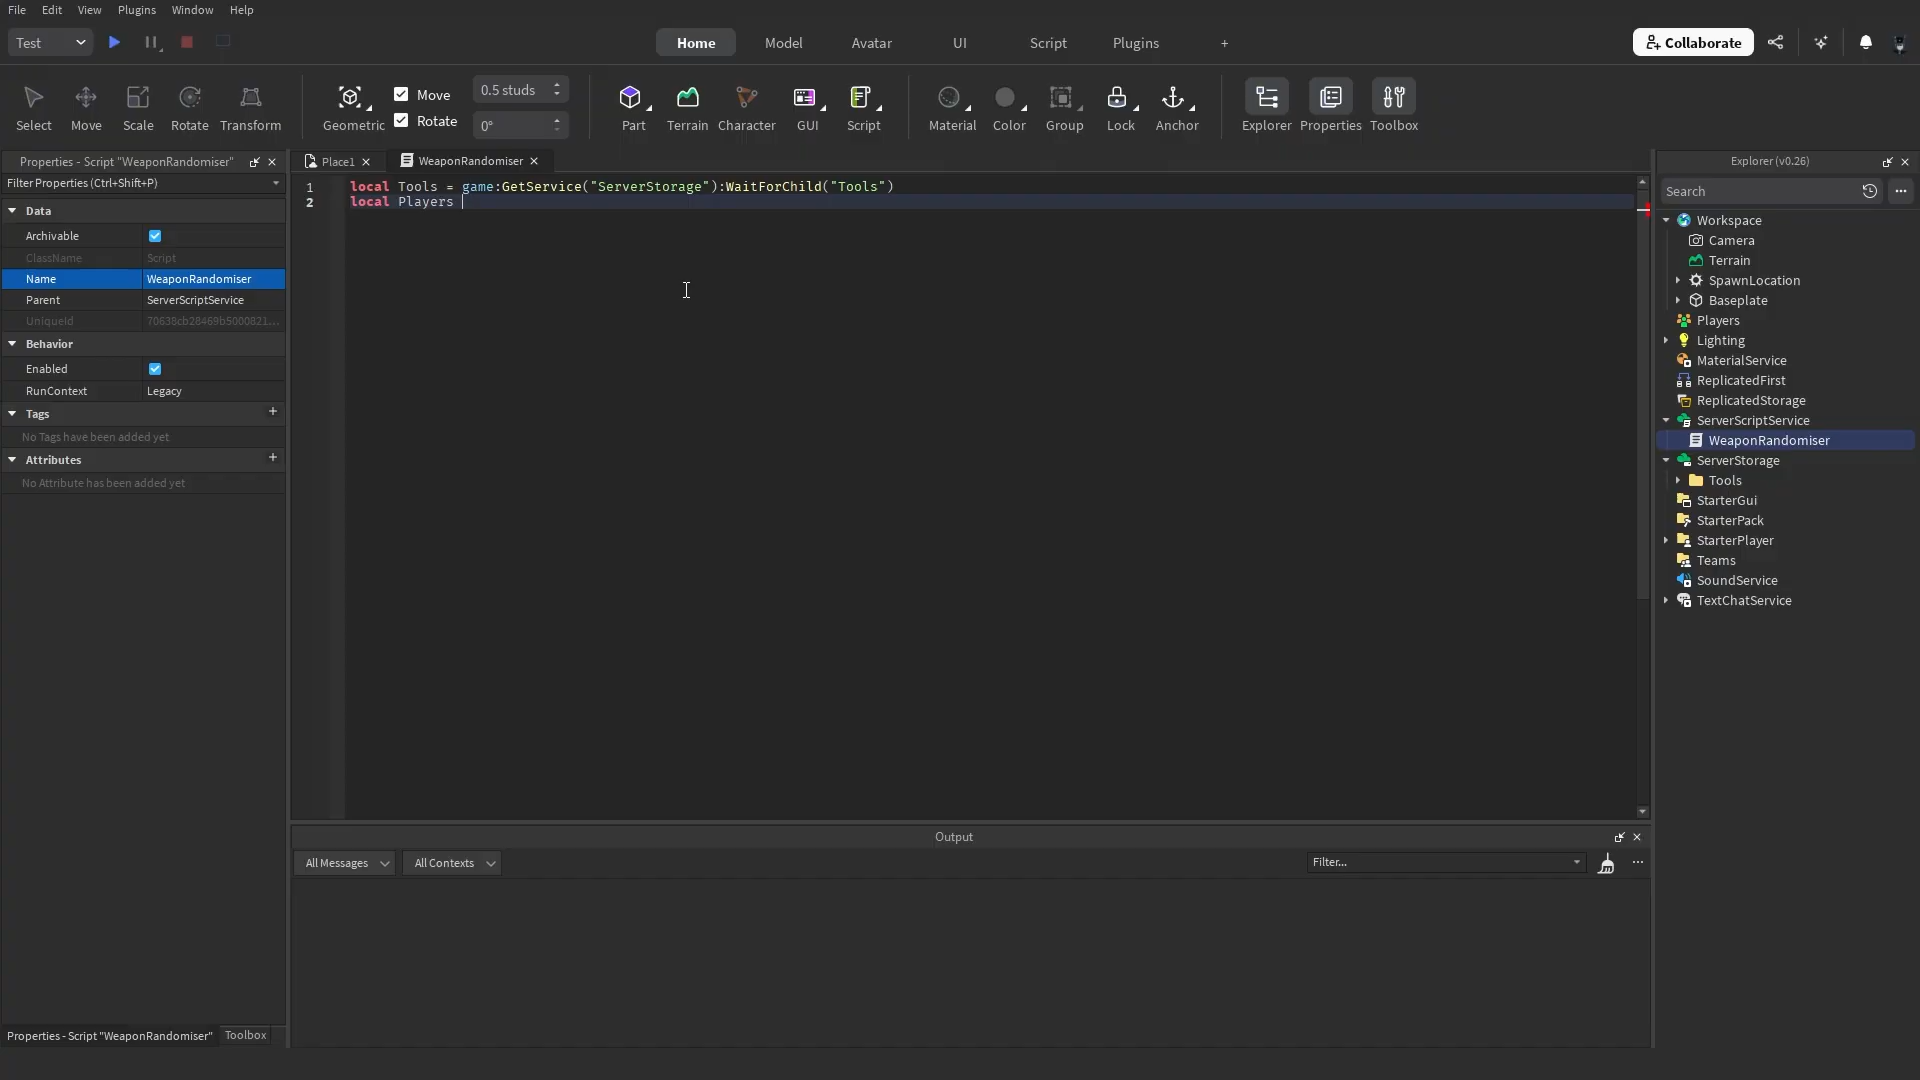 File Edit View Plugins Window Help
Test
Home Model Avatar UI Script Plugins +
Collaborate
Select Move Scale Rotate Transform
Geometric
Move
Rotate
0.5 studs
0°
Part Terrain Character GUI Script
Material Color Group Lock Anchor
Explorer Properties Toolbox
Properties - Script "WeaponRandomiser"
Filter Properties (Ctrl+Shift+P)
Data
Archivable
ClassName Script
Name WeaponRandomiser
Parent ServerScriptService
UniqueId 70638cb28469b5000821...
Behavior
Enabled
RunContext Legacy
Tags +
No Tags have been added yet
Attributes +
No Attribute has been added yet
Properties - Script "WeaponRandomiser" Toolbox
Place1
WeaponRandomiser
1 local Tools = game:GetService("ServerStorage"):WaitForChild("Tools")
2 local Players
Output
All Messages All Contexts Filter... ...
Explorer (v0.26)
Search ...
Workspace
Camera
Terrain
SpawnLocation
Baseplate
Players
Lighting
MaterialService
ReplicatedFirst
ReplicatedStorage
ServerScriptService
WeaponRandomiser
ServerStorage
Tools
StarterGui
StarterPack
StarterPlayer
Teams
SoundService
TextChatService